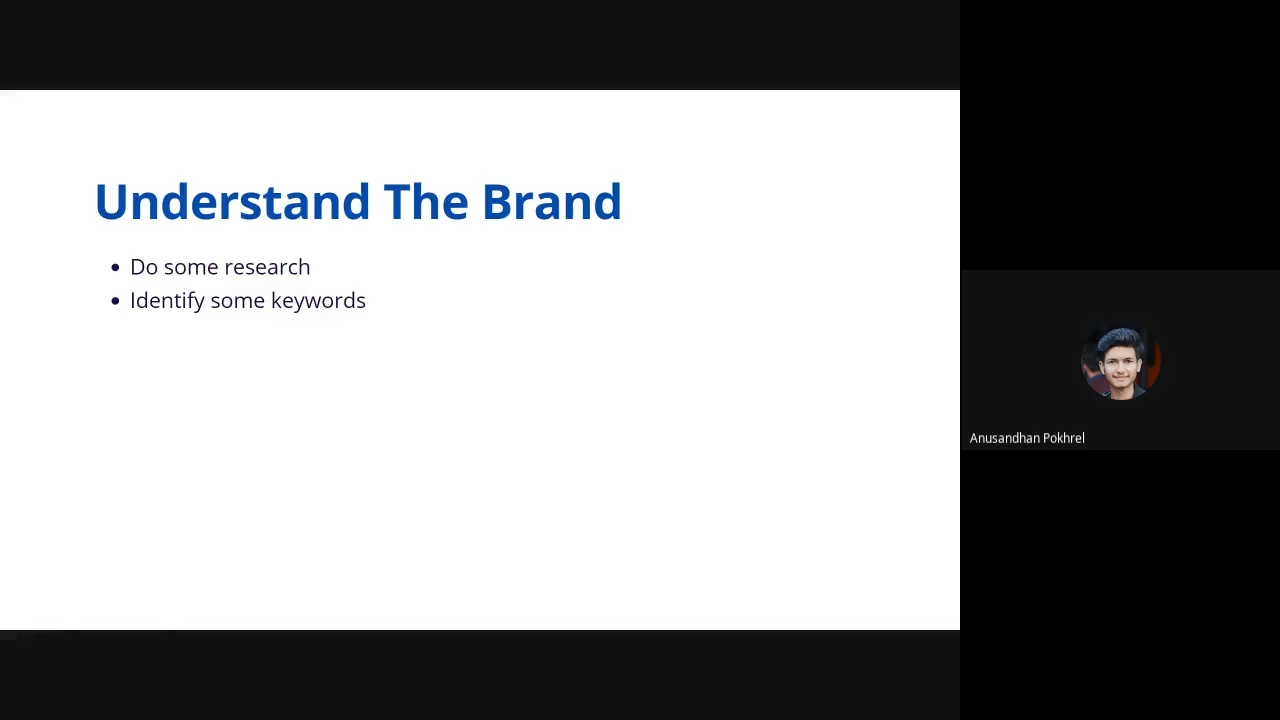 Understand The Brand
Do some research
Identify some keywords
Anusandhan Pokhrel